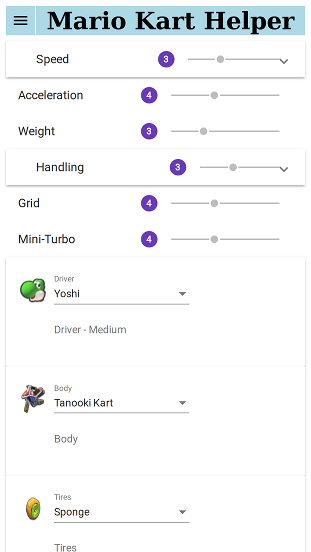 Mario Kart Helper
Speed 3
Acceleration 4
Weight 3
Handling 3
Grid 4
Mini-Turbo 4
Driver
Yoshi
Driver - Medium
Body
Tanooki Kart
Body
Tires
Sponge
Tires